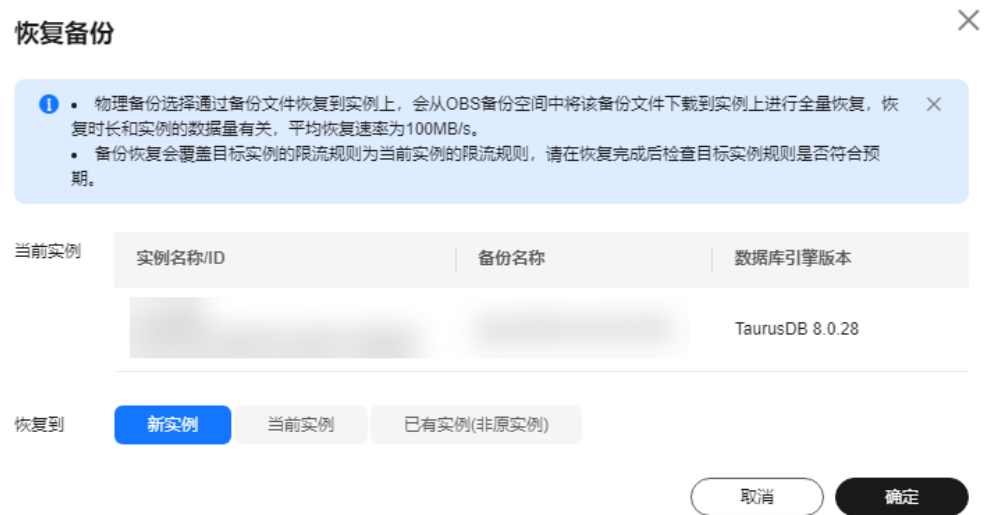 恢复备份
• 物理备份选择通过备份文件恢复到实例上，会从OBS备份空间中将该备份文件下载到实例上进行全量恢复，恢
复时长和实例的数据量有关，平均恢复速率为100MB/s。
• 备份恢复会覆盖目标实例的限流规则为当前实例的限流规则，请在恢复完成后检查目标实例规则是否符合预
期。
当前实例
实例名称/ID 备份名称 数据库引擎版本
TaurusDB 8.0.28
恢复到 新实例 当前实例 已有实例(非原实例)
取消 确定